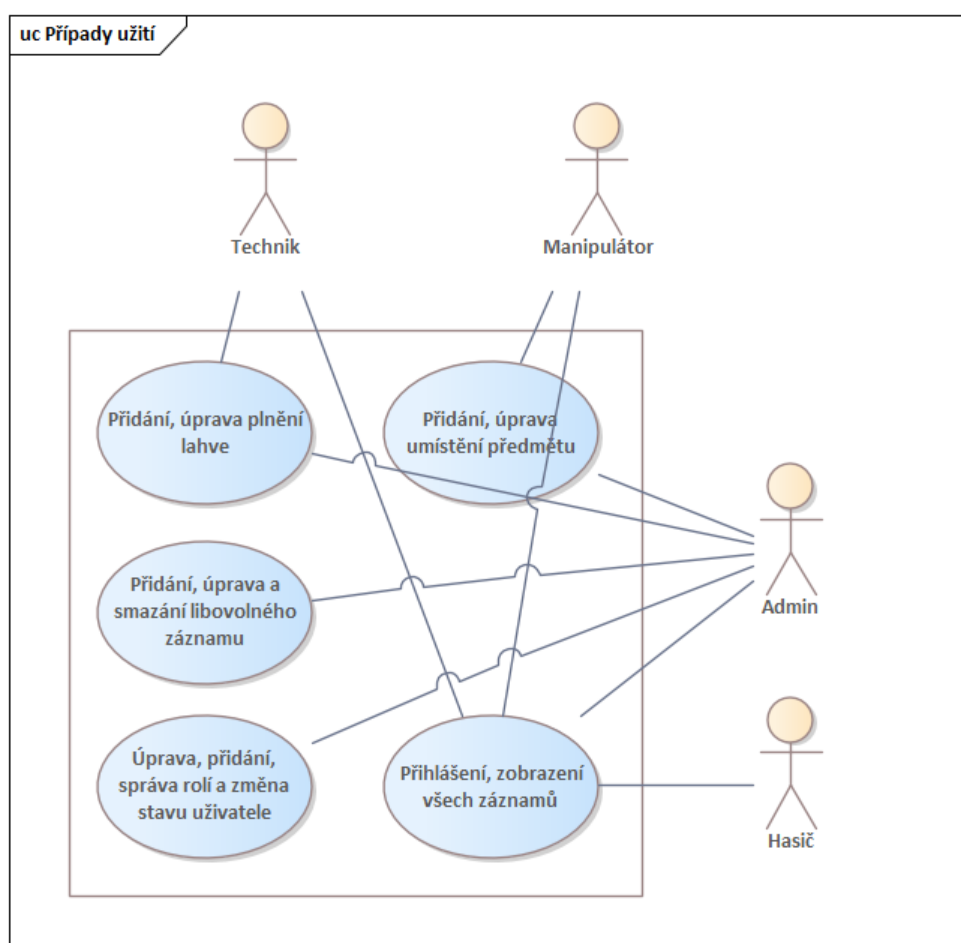 uc Případy užití
Technik
Manipulátor
Přidání, úprava plnění
lahve
Přidání, úprava
umístění předmětu
Přidání, úprava a
smazání libovolného
záznamu
Admin
Úprava, přidání,
správa rolí a změna
stavu uživatele
Přihlášení, zobrazení
všech záznamů
Hasič